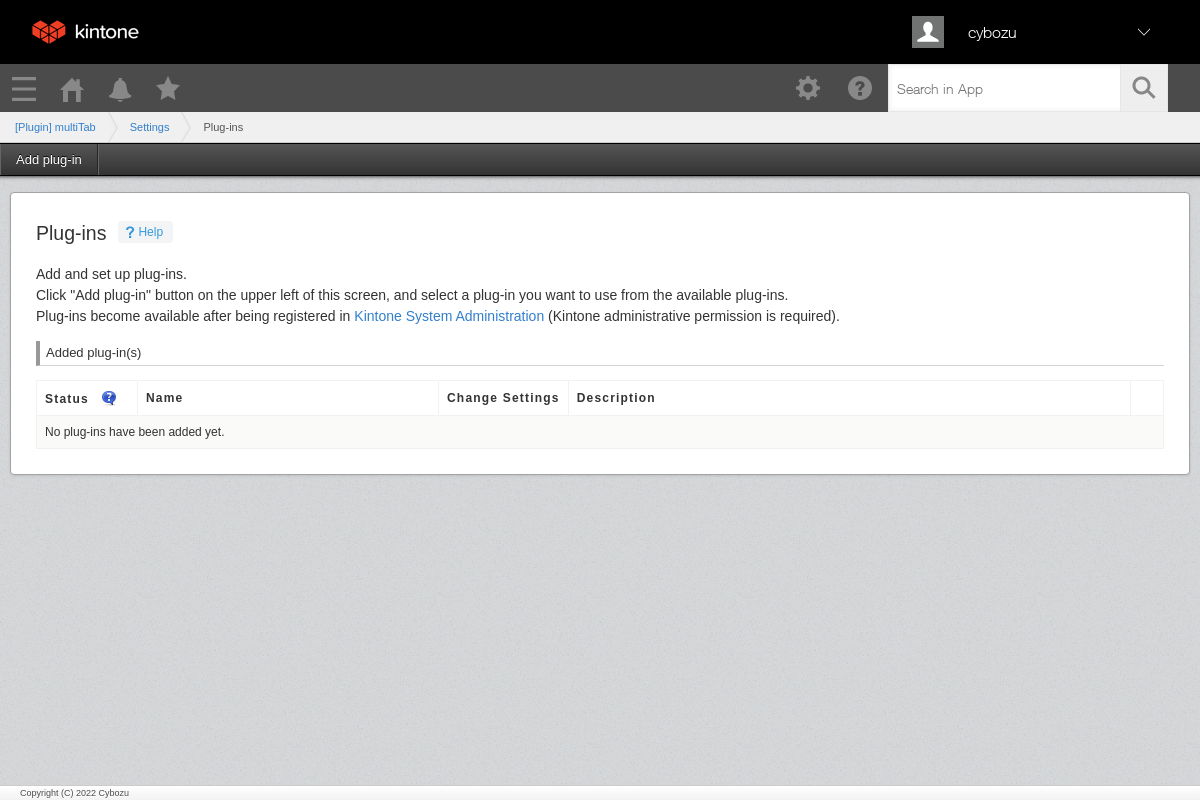 kintone
cybozu
Search in App
[Plugin] multiTab
Settings
Plug-ins
Add plug-in
Plug-ins
? Help
Add and set up plug-ins.
Click "Add plug-in" button on the upper left of this screen, and select a plug-in you want to use from the available plug-ins.
Plug-ins become available after being registered in Kintone System Administration (Kintone administrative permission is required).
Added plug-in(s)
Status ? Name Change Settings Description
No plug-ins have been added yet.
Copyright (C) 2022 Cybozu